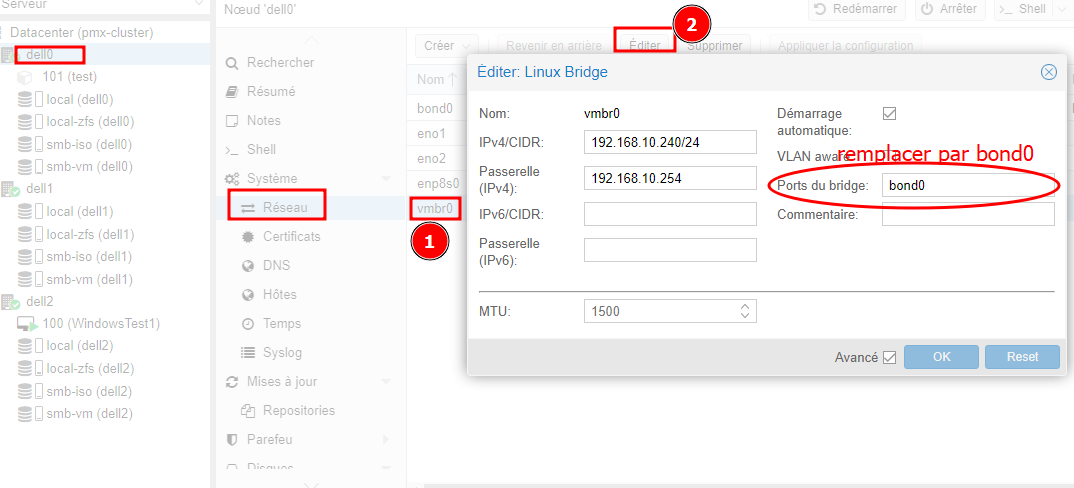 Serveur
Datacenter (pmx-cluster)
dell0
101 (test)
local (dell0)
local-zfs (dell0)
smb-iso (dell0)
smb-vm (dell0)
dell1
local (dell1)
local-zfs (dell1)
smb-iso (dell1)
smb-vm (dell1)
dell2
100 (WindowsTest1)
local (dell2)
local-zfs (dell2)
smb-iso (dell2)
smb-vm (dell2)
Nœud 'dell0'
Redémarrer
Arrêter
>_ Shell
Rechercher
Résumé
Notes
>_ Shell
Système
Réseau
Certificats
DNS
Hôtes
Temps
Syslog
Mises à jour
Repositories
Parefeu
Disques
2
Créer
Revenir en arrière
Éditer
Supprimer
Appliquer la configuration
Nom
bond0
eno1
eno2
enp8s0
vmbr0
1
Éditer: Linux Bridge
Nom:
vmbr0
IPv4/CIDR:
192.168.10.240/24
Passerelle
(IPv4):
192.168.10.254
IPv6/CIDR:
Passerelle
(IPv6):
Démarrage
automatique:
VLAN aware:
remplacer par bond0
Ports du bridge:
bond0
Commentaire:
MTU:
1500
Avancé
OK
Reset